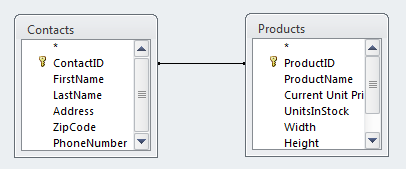 Contacts
*
ContactID
FirstName
LastName
Address
ZipCode
PhoneNumber
Products
*
ProductID
ProductName
Current Unit Pri
UnitsInStock
Width
Height